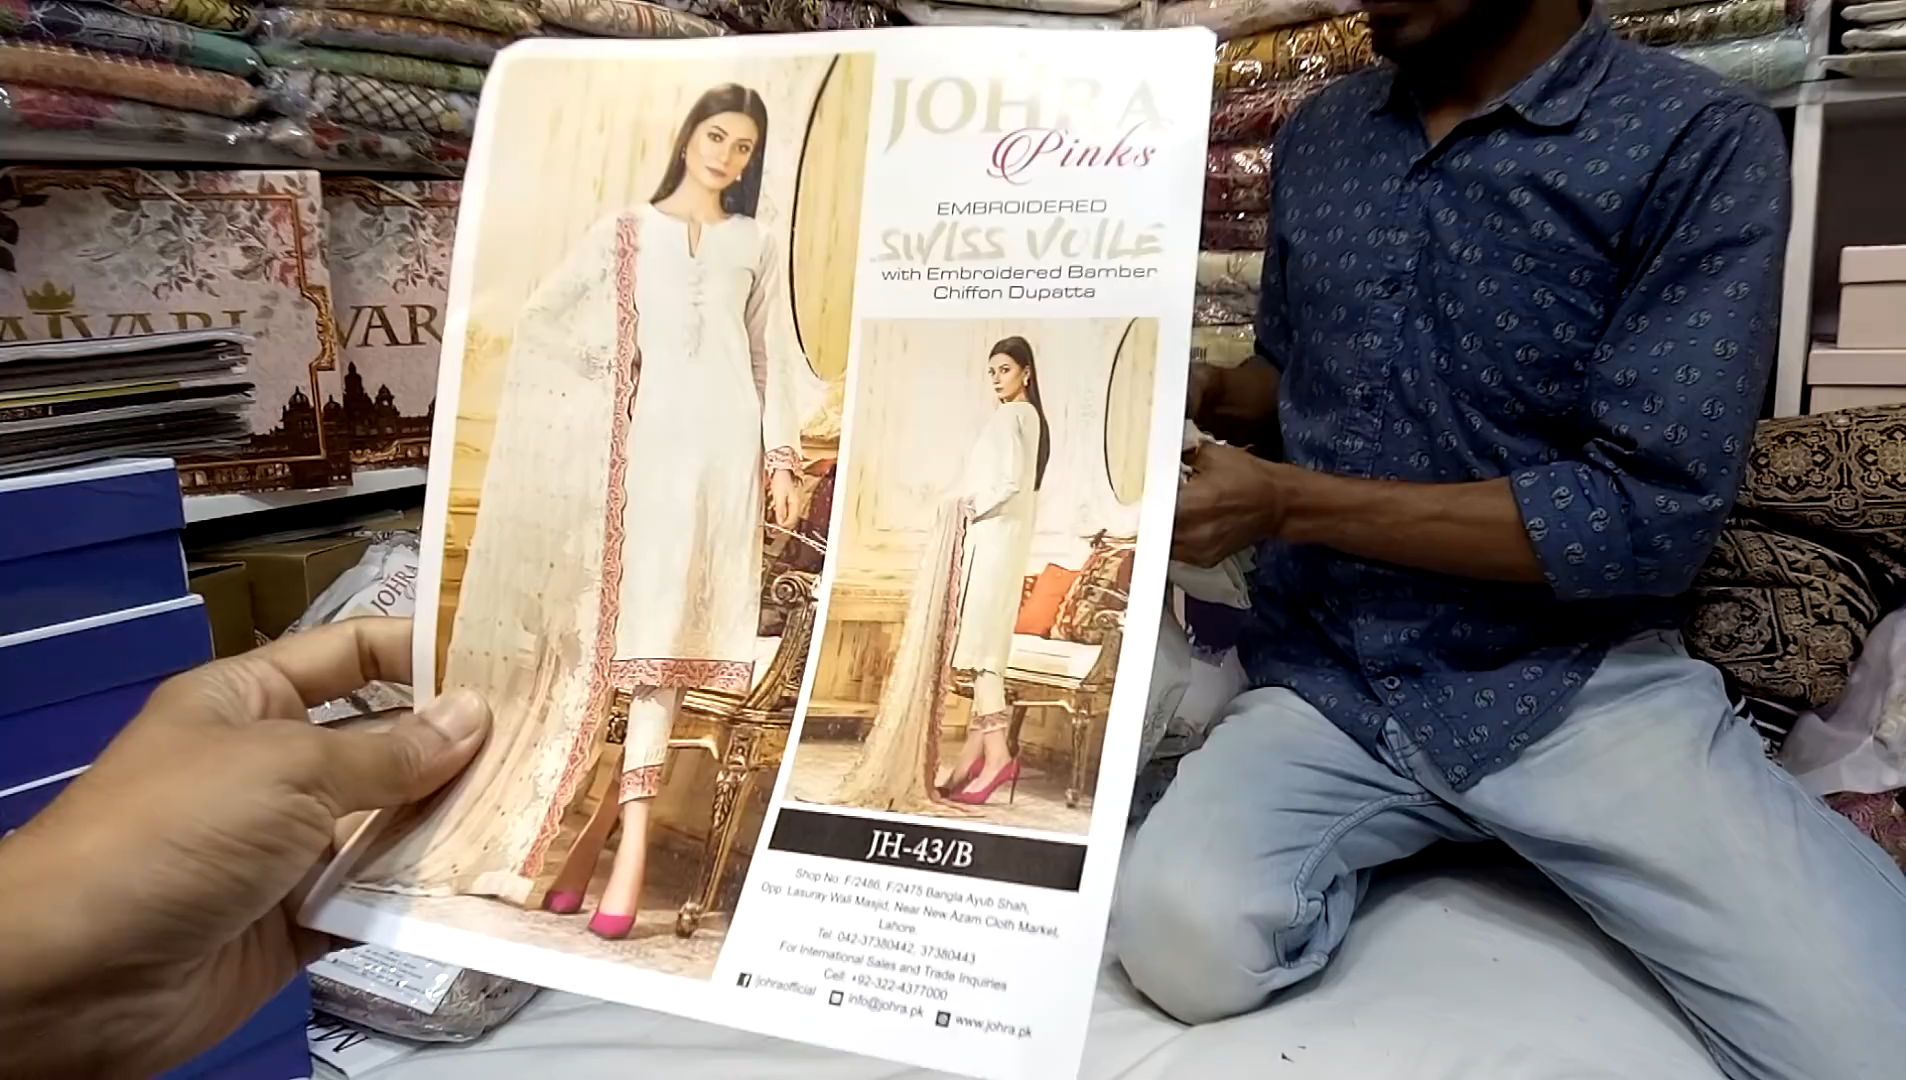 JOHRA
Pinks
EMBROIDERED
SWISS VOILE
with Embroidered Bamber
Chiffon Dupatta
JH-43/B
Shop No: F/2486, F/2475 Bangla Ayub Shah,
Opp. Lasuray Wali Masjid, Near New Azam Cloth Market,
Lahore.
Tel: 042-37380442, 37380443
For International Sales and Trade Inquiries
Cell: +92-322-4377000
/johraofficial info@johra.pk www.johra.pk
VAR
JOHRA